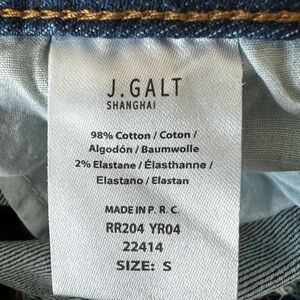 J.GALT
SHANGHAI
98% Cotton / Coton /
Algodón / Baumwolle
2% Elastane / Élasthanne /
Elastano / Elastan
MADE IN P. R. C.
RR204 YR04
22414
SIZE: S